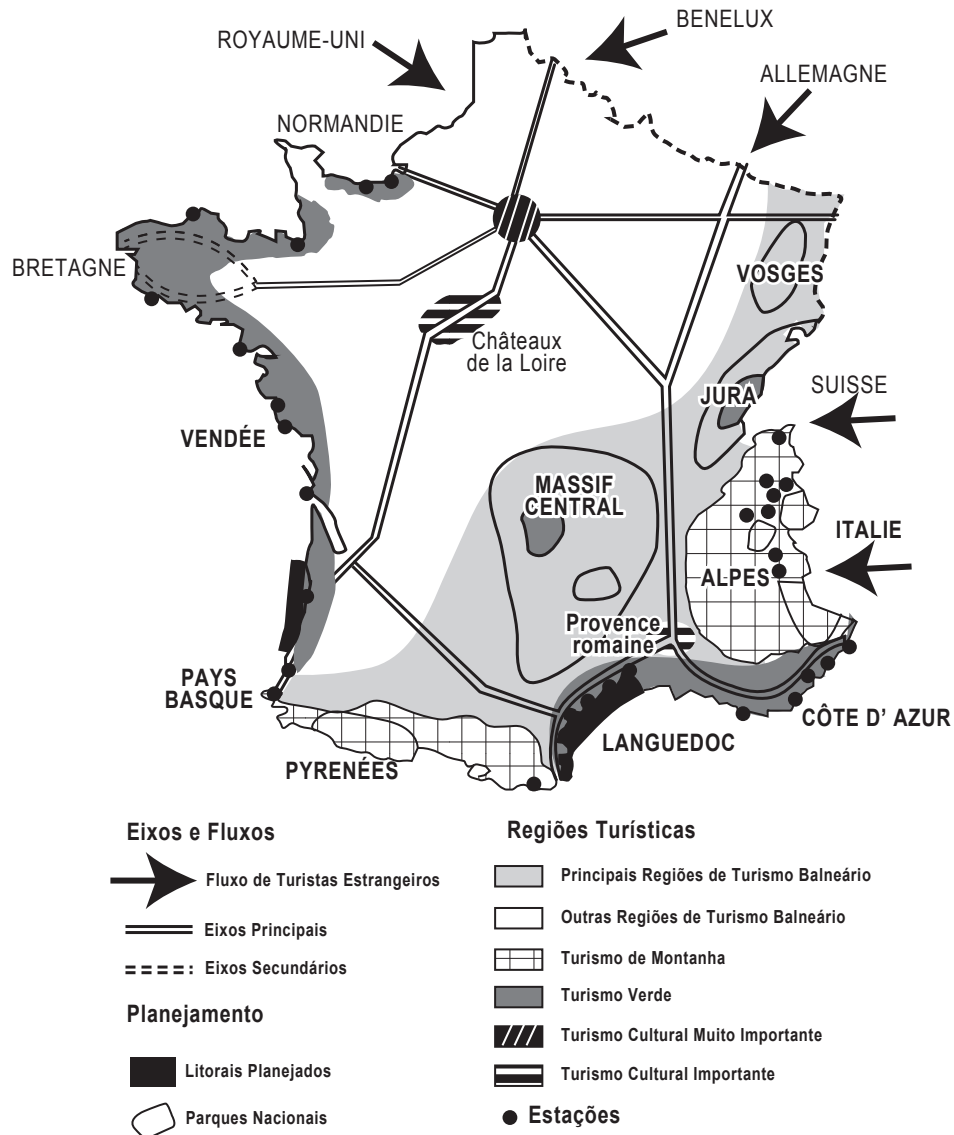 BENELUX
ROYAUME-UNI
ALLEMAGNE
NORMANDIE
BRETAGNE
VOSGES
Châteaux
de la Loire
JURA
SUISSE
VENDÉE
MASSIF
CENTRAL
ITALIE
ALPES
Provence
romaine
PAYS
BASQUE
CÔTE D' AZUR
LANGUEDOC
PYRENÉES
Eixos e Fluxos
Fluxo de Turistas Estrangeiros
Eixos Principais
Eixos Secundários
Planejamento
Litorais Planejados
Parques Nacionais
Regiões Turísticas
Principais Regiões de Turismo Balneário
Outras Regiões de Turismo Balneário
Turismo de Montanha
Turismo Verde
Turismo Cultural Muito Importante
Turismo Cultural Importante
Estações